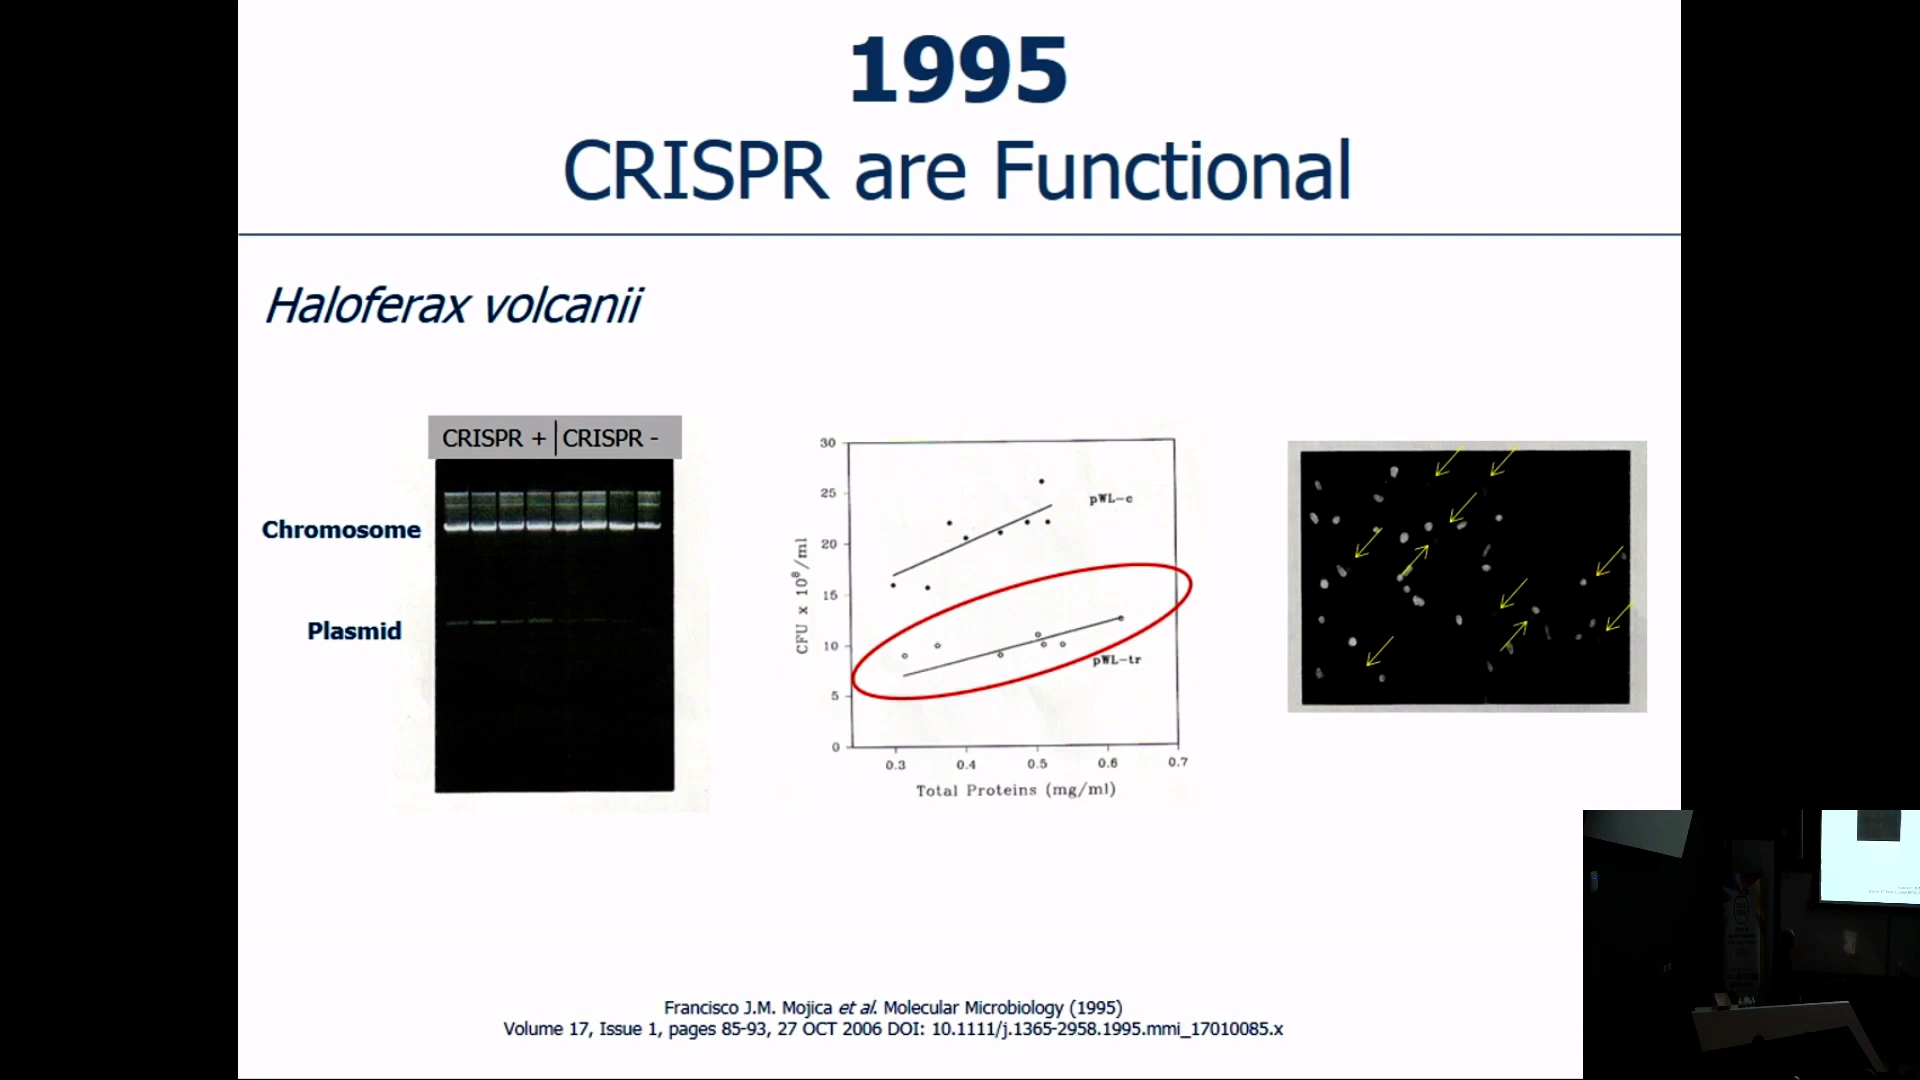 1995
CRISPR are Functional
Haloferax volcanii
CRISPR + CRISPR -
Chromosome
Plasmid
30
25
20
15
10
5
0
CFU x 10⁸/ml
pWL-c
pWL-tr
0.3 0.4 0.5 0.6 0.7
Total Proteins (mg/ml)
Francisco J.M. Mojica et al. Molecular Microbiology (1995)
Volume 17, Issue 1, pages 85-93, 27 OCT 2006 DOI: 10.1111/j.1365-2958.1995.mmi_17010085.x